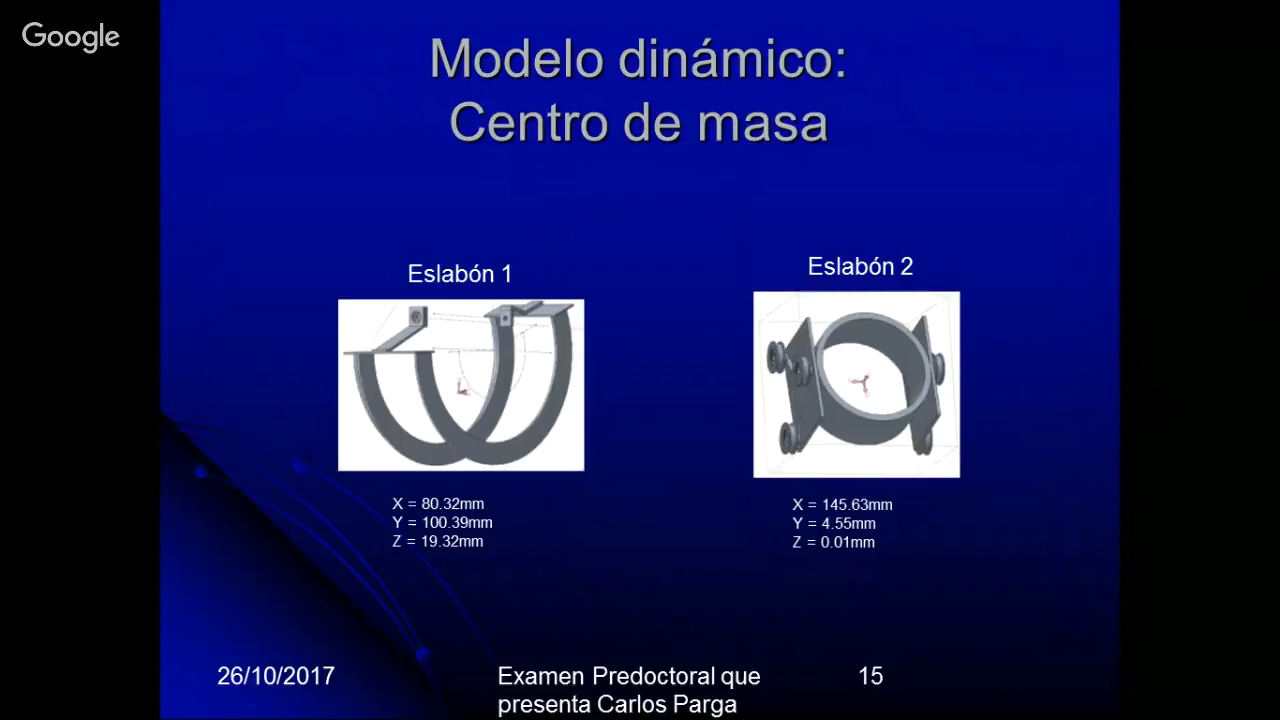 Google
Modelo dinámico:
Centro de masa
Eslabón 1
Eslabón 2
X = 80.32mm
Y = 100.39mm
Z = 19.32mm
X = 145.63mm
Y = 4.55mm
Z = 0.01mm
26/10/2017
Examen Predoctoral que
presenta Carlos Parga
15